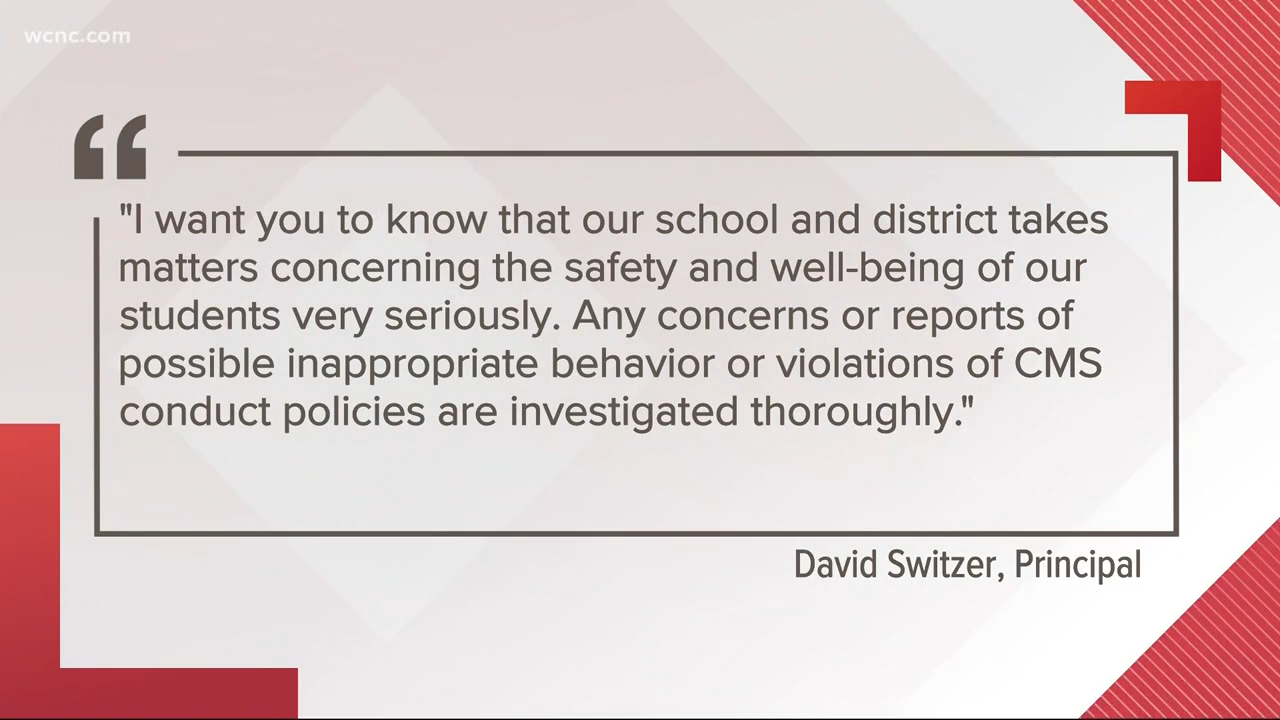 wcnc.com
"I want you to know that our school and district takes
matters concerning the safety and well-being of our
students very seriously. Any concerns or reports of
possible inappropriate behavior or violations of CMS
conduct policies are investigated thoroughly."
David Switzer, Principal